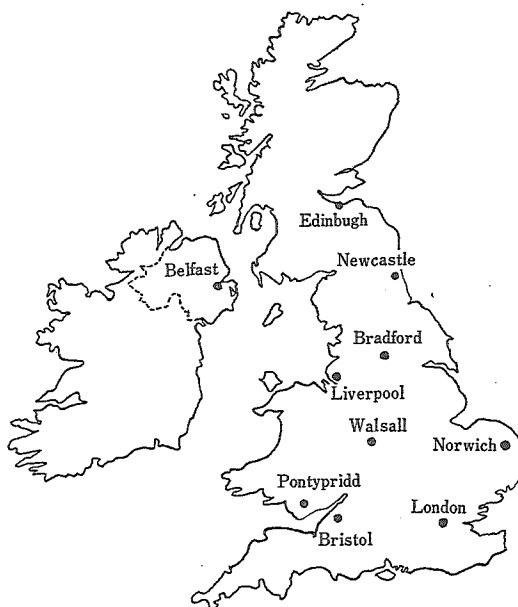 Edinbugh
Newcastle
Belfast
Bradford
Liverpool
Walsall
Norwich
Pontypridd
London
Bristol